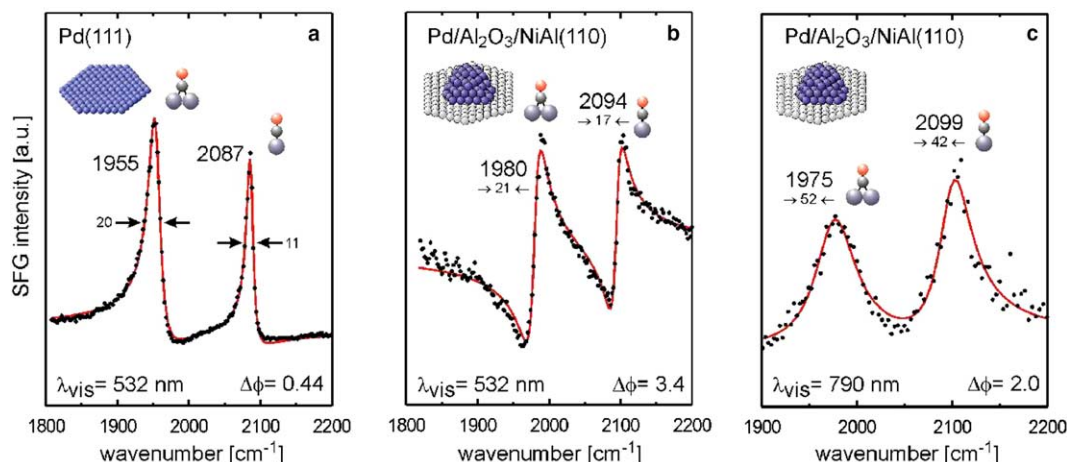 SFG intensity [a.u.]
Pd(111)
a
1955
20
2087
11
λvis= 532 nm
Δϕ= 0.44
1800
1900
2000
2100
2200
wavenumber [cm⁻¹]
Pd/Al₂O₃/NiAl(110)
b
2094
→ 17 ←
1980
→ 21 ←
λvis= 532 nm
Δϕ= 3.4
1800
1900
2000
2100
2200
wavenumber [cm⁻¹]
Pd/Al₂O₃/NiAl(110)
c
2099
→ 42 ←
1975
→ 52 ←
λvis= 790 nm
Δϕ= 2.0
1900
2000
2100
2200
wavenumber [cm⁻¹]